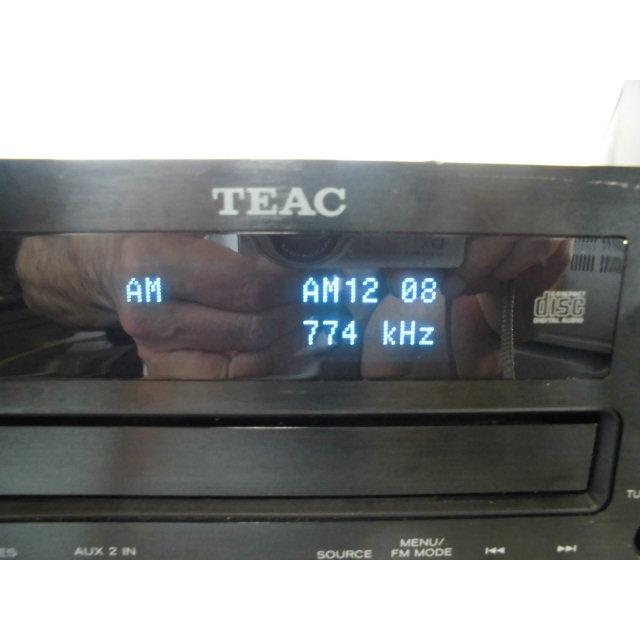 TEAC
AM AM12 08
774 kHz
COMPACT
disc
DIGITAL AUDIO
AUX 2 IN
SOURCE
MENU/
FM MODE